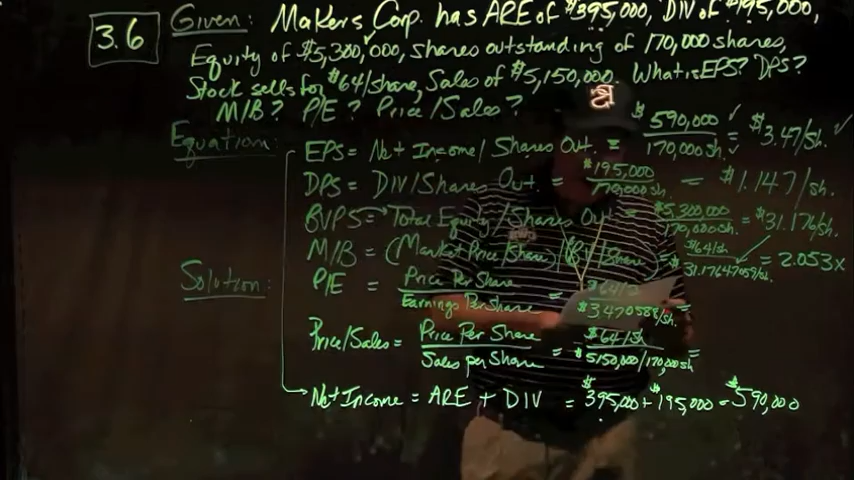 3.6 Given: Makers Corp. has ARE of $395,000, DIV of $195,000,
Equity of $5,300,000, shares outstanding of 170,000 shares,
Stock sells for $64/share, Sales of $5,150,000. What is EPS? DPS?
M/B? P/E? Price/Sales?
Equation:
EPS = Net Income / Shares Out. = $590,000 / 170,000 sh. = $3.47/sh.
DPS = DIV/Shares Out. = $195,000 / 170,000 sh. = $1.147/sh.
BVPS = Total Equity/Shares Out = $5,300,000 / 170,000 sh. = $31.176/sh.
M/B = (Market Price/Share)/(BV/Share) = $64/sh / 31.17647059/sh. = 2.053x
Solution:
P/E = Price Per Share / Earnings Per Share = $64/ / $3.470588/sh. =
Price/Sales = Price Per Share / Sales per Share = $64/sh / $5150,000/170,000 sh =
Net Income = ARE + DIV = $395,000 + $195,000 = $590,000